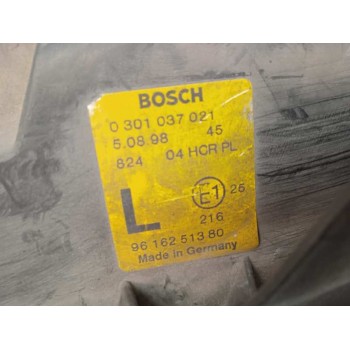 BOSCH
0 301 037 021
5.08.98 45
824 04 HCR PL
L E1 25
216
96 162 513 80
Made in Germany